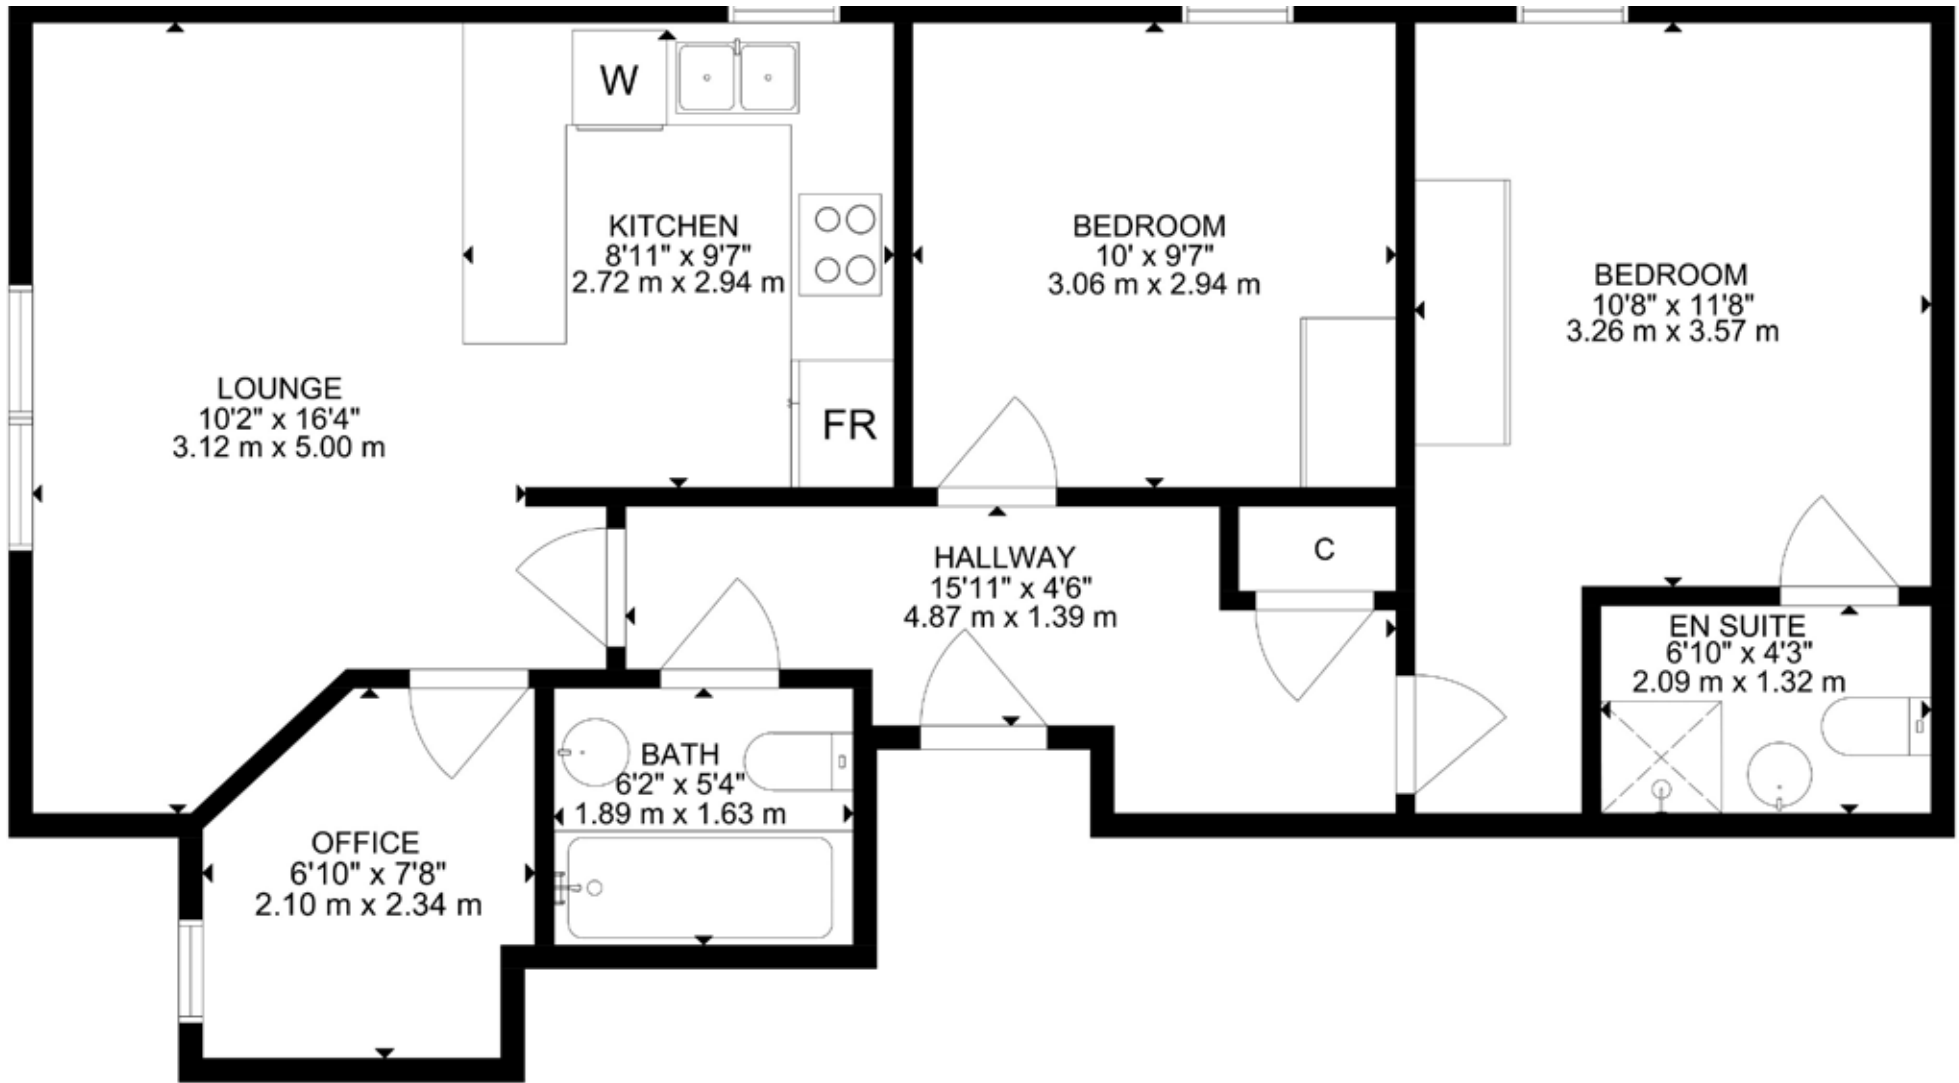 W
KITCHEN
8'11" x 9'7"
2.72 m x 2.94 m
FR
BEDROOM
10' x 9'7"
3.06 m x 2.94 m
BEDROOM
10'8" x 11'8"
3.26 m x 3.57 m
LOUNGE
10'2" x 16'4"
3.12 m x 5.00 m
HALLWAY
15'11" x 4'6"
4.87 m x 1.39 m
C
EN SUITE
6'10" x 4'3"
2.09 m x 1.32 m
BATH
6'2" x 5'4"
1.89 m x 1.63 m
OFFICE
6'10" x 7'8"
2.10 m x 2.34 m